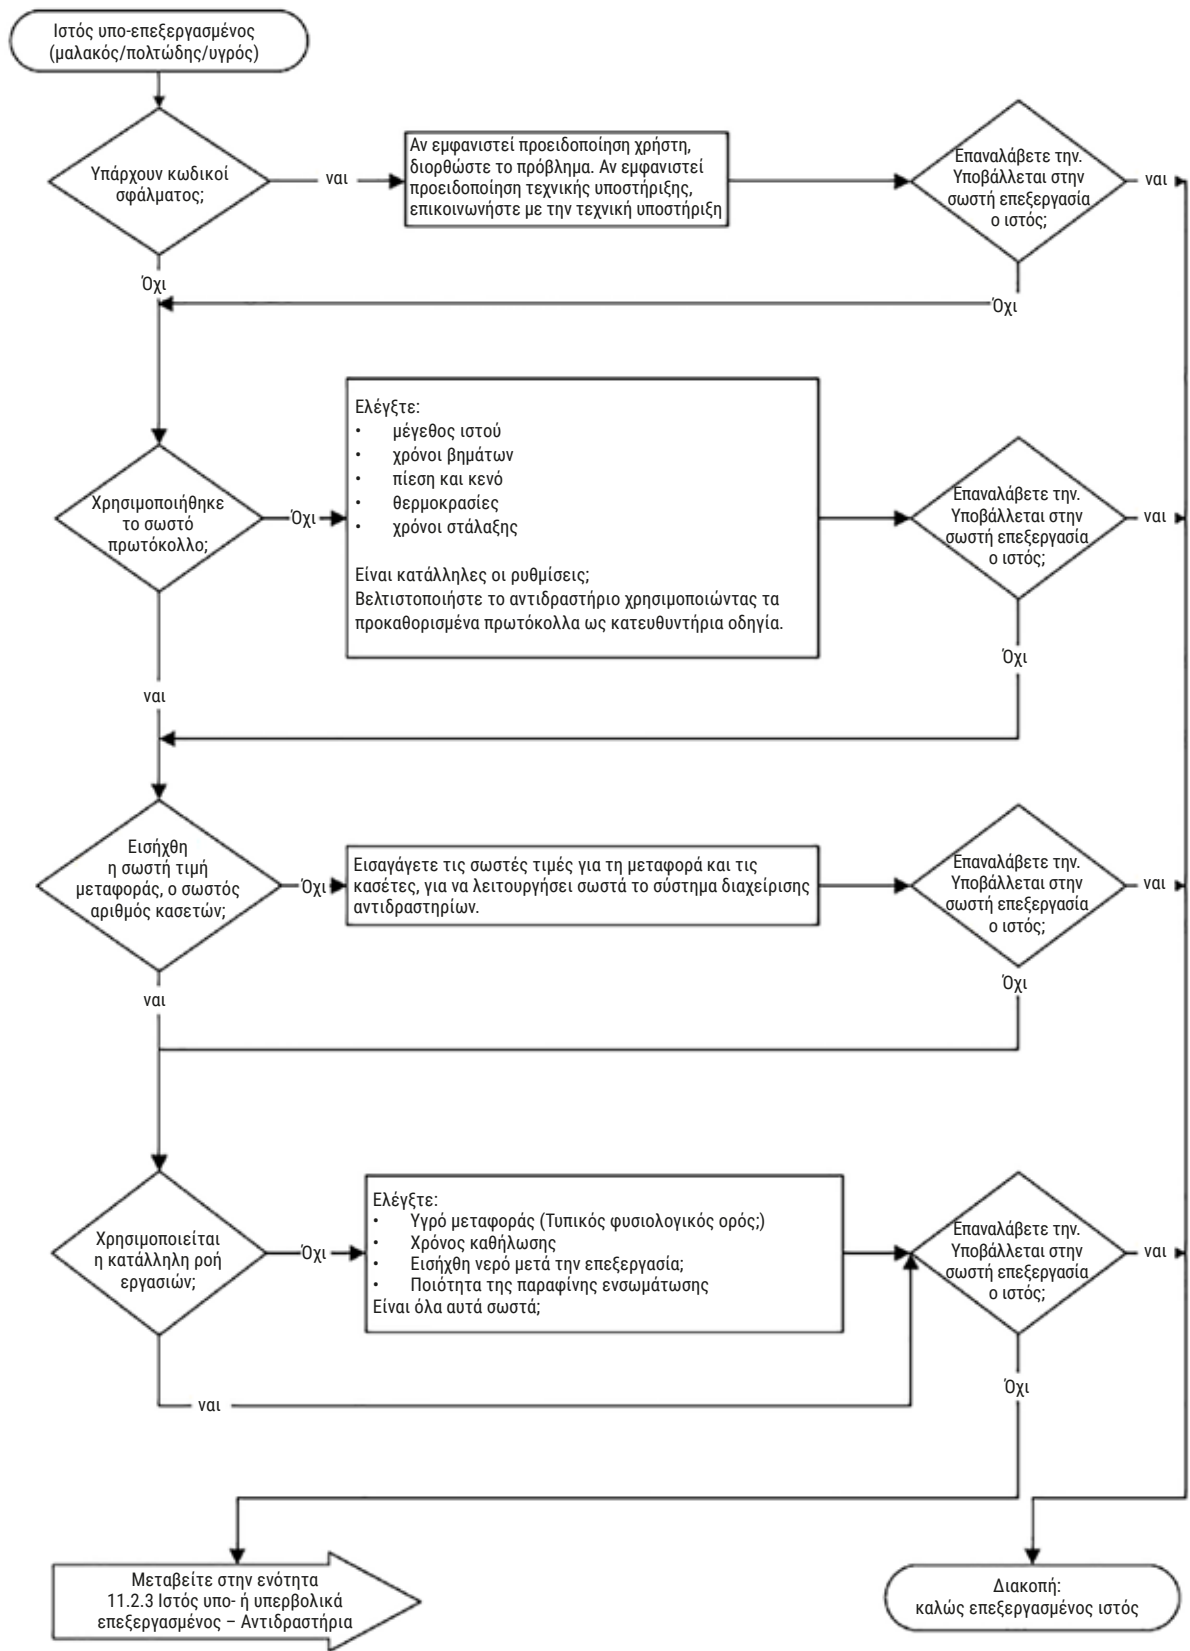 Ιστός υπο-επεξεργασμένος
(μαλακός/πολτώδης/υγρός)
Υπάρχουν κωδικοί
σφάλματος;
ναι
Αν εμφανιστεί προειδοποίηση χρήστη,
διορθώστε το πρόβλημα. Αν εμφανιστεί
προειδοποίηση τεχνικής υποστήριξης,
επικοινωνήστε με την τεχνική υποστήριξη
Επαναλάβετε την.
Υποβάλλεται στην
σωστή επεξεργασία
ο ιστός;
ναι
Όχι
Όχι
Χρησιμοποιήθηκε
το σωστό
πρωτόκολλο;
Όχι
Ελέγξτε:
• μέγεθος ιστού
• χρόνοι βημάτων
• πίεση και κενό
• θερμοκρασίες
• χρόνοι στάλαξης
Είναι κατάλληλες οι ρυθμίσεις;
Βελτιστοποιήστε το αντιδραστήριο χρησιμοποιώντας τα
προκαθορισμένα πρωτόκολλα ως κατευθυντήρια οδηγία.
Επαναλάβετε την.
Υποβάλλεται στην
σωστή επεξεργασία
ο ιστός;
ναι
Όχι
ναι
Εισήχθη
η σωστή τιμή
μεταφοράς, ο σωστός
αριθμός κασετών;
Όχι
Εισαγάγετε τις σωστές τιμές για τη μεταφορά και τις
κασέτες, για να λειτουργήσει σωστά το σύστημα διαχείρισης
αντιδραστηρίων.
Επαναλάβετε την.
Υποβάλλεται στην
σωστή επεξεργασία
ο ιστός;
ναι
Όχι
ναι
Χρησιμοποιείται
η κατάλληλη ροή
εργασιών;
Όχι
Ελέγξτε:
• Υγρό μεταφοράς (Τυπικός φυσιολογικός ορός;)
• Χρόνος καθήλωσης
• Εισήχθη νερό μετά την επεξεργασία;
• Ποιότητα της παραφίνης ενσωμάτωσης
Είναι όλα αυτά σωστά;
Επαναλάβετε την.
Υποβάλλεται στην
σωστή επεξεργασία
ο ιστός;
ναι
Όχι
ναι
Μεταβείτε στην ενότητα
11.2.3 Ιστός υπο- ή υπερβολικά
επεξεργασμένος – Αντιδραστήρια
Διακοπή:
καλώς επεξεργασμένος ιστός